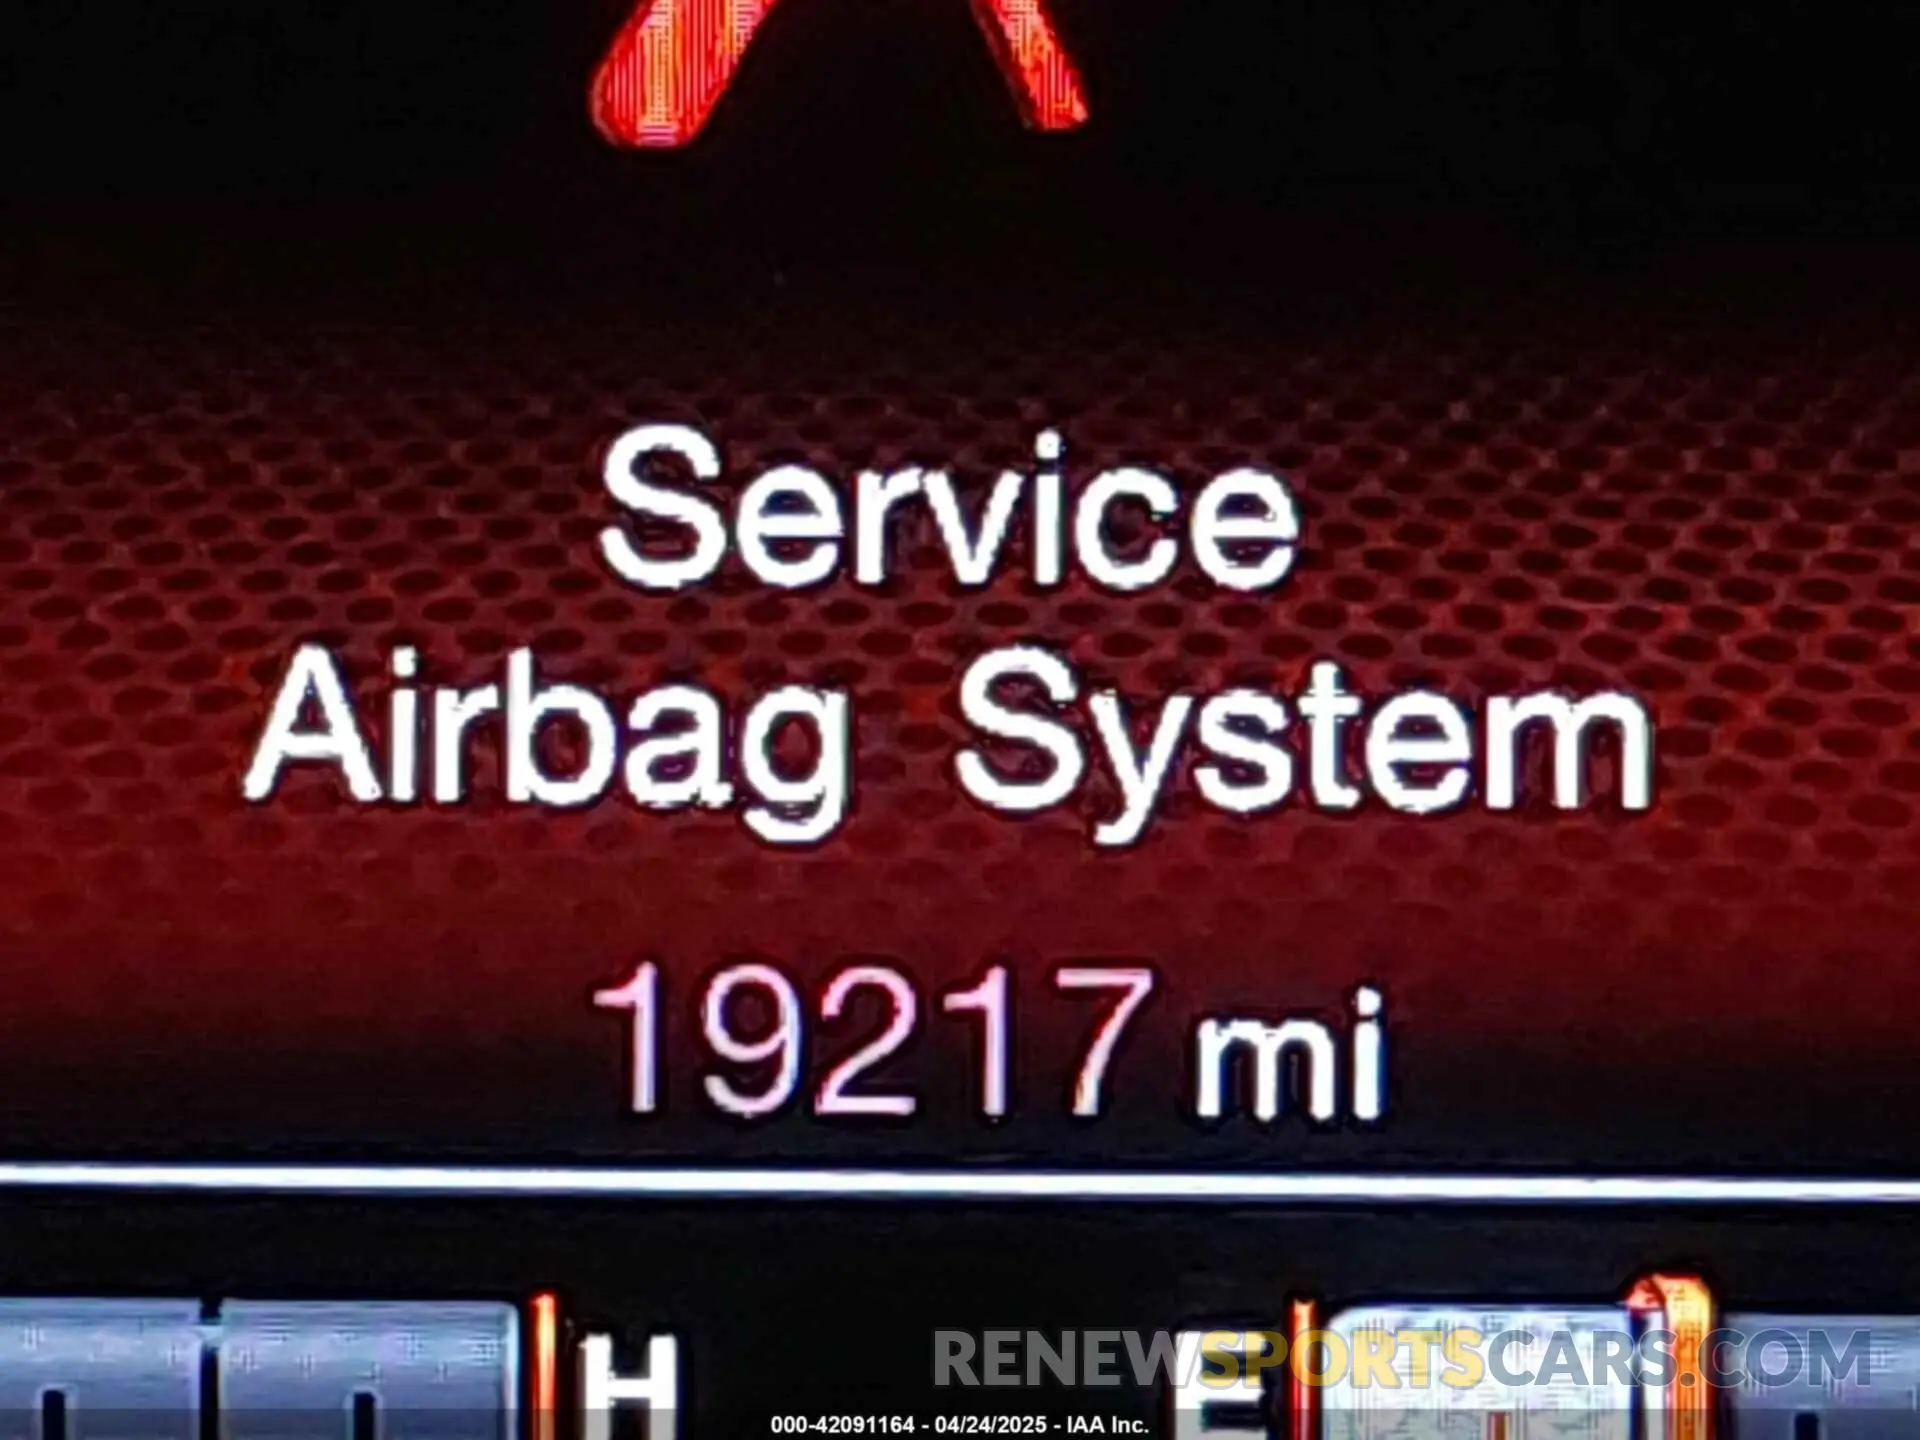 Service
Airbag System
19217 mi
H
E
RENEWSPORTSCARS.COM
000-42091164 - 04/24/2025 - IAA Inc.